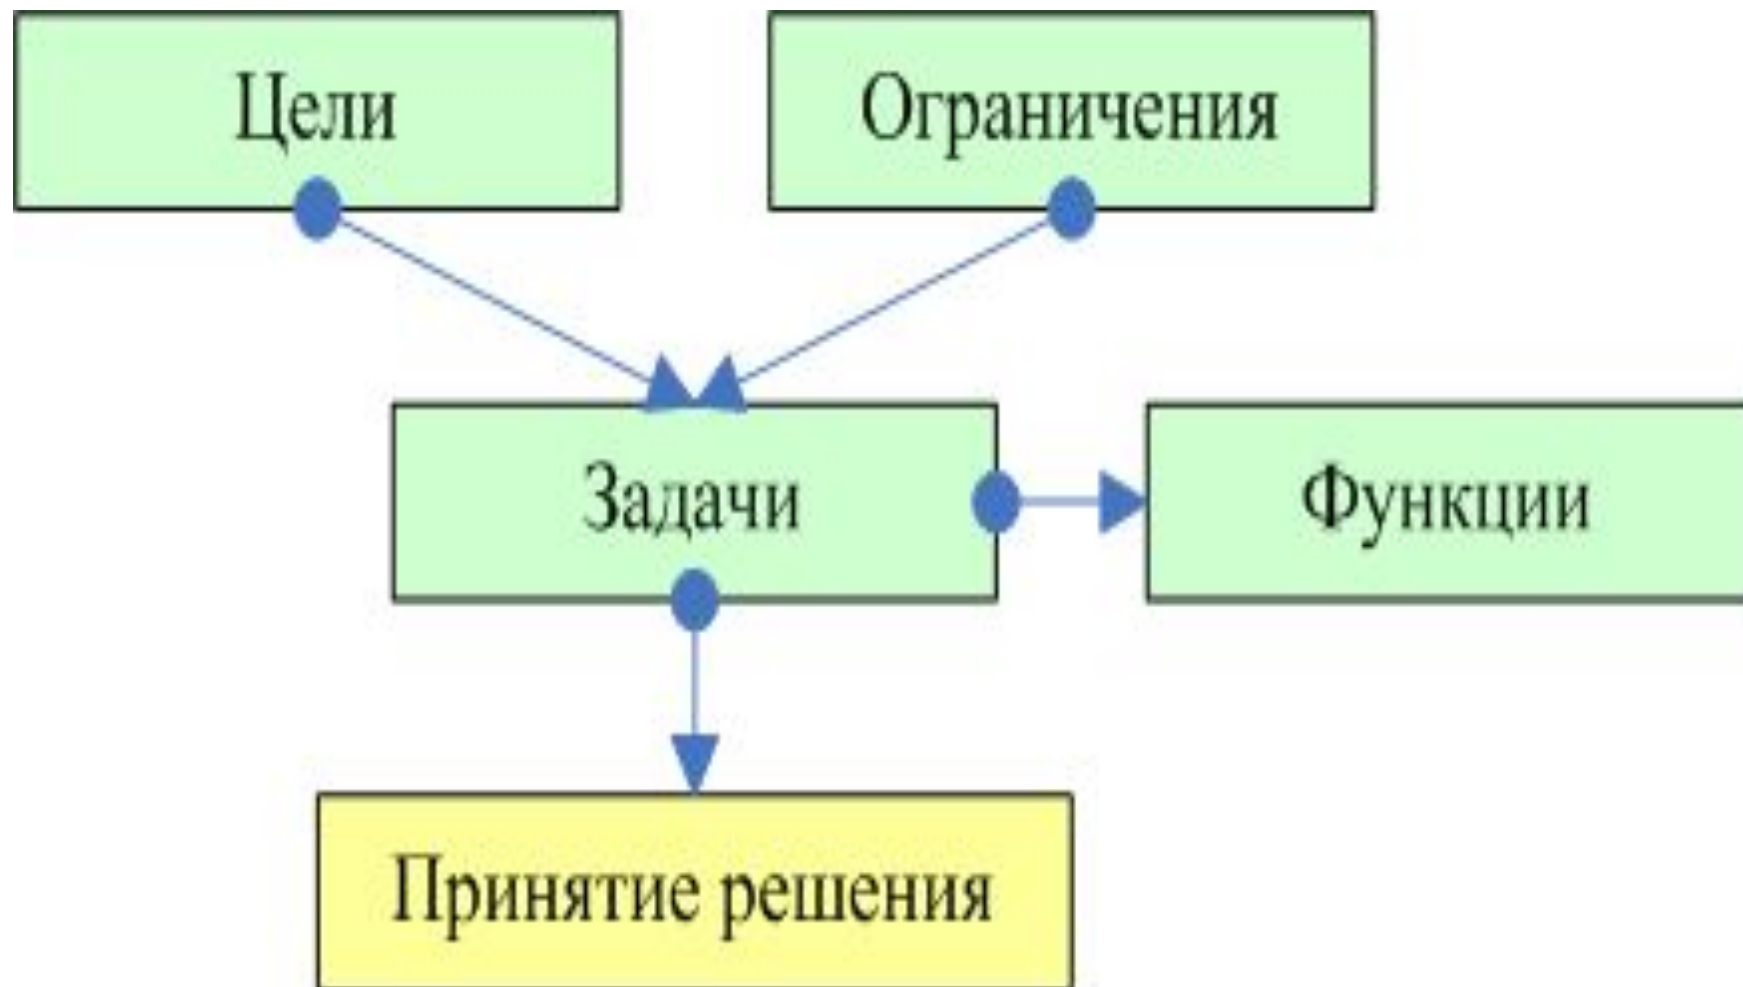 Цели
Ограничения
Задачи
Функции
Принятие решения